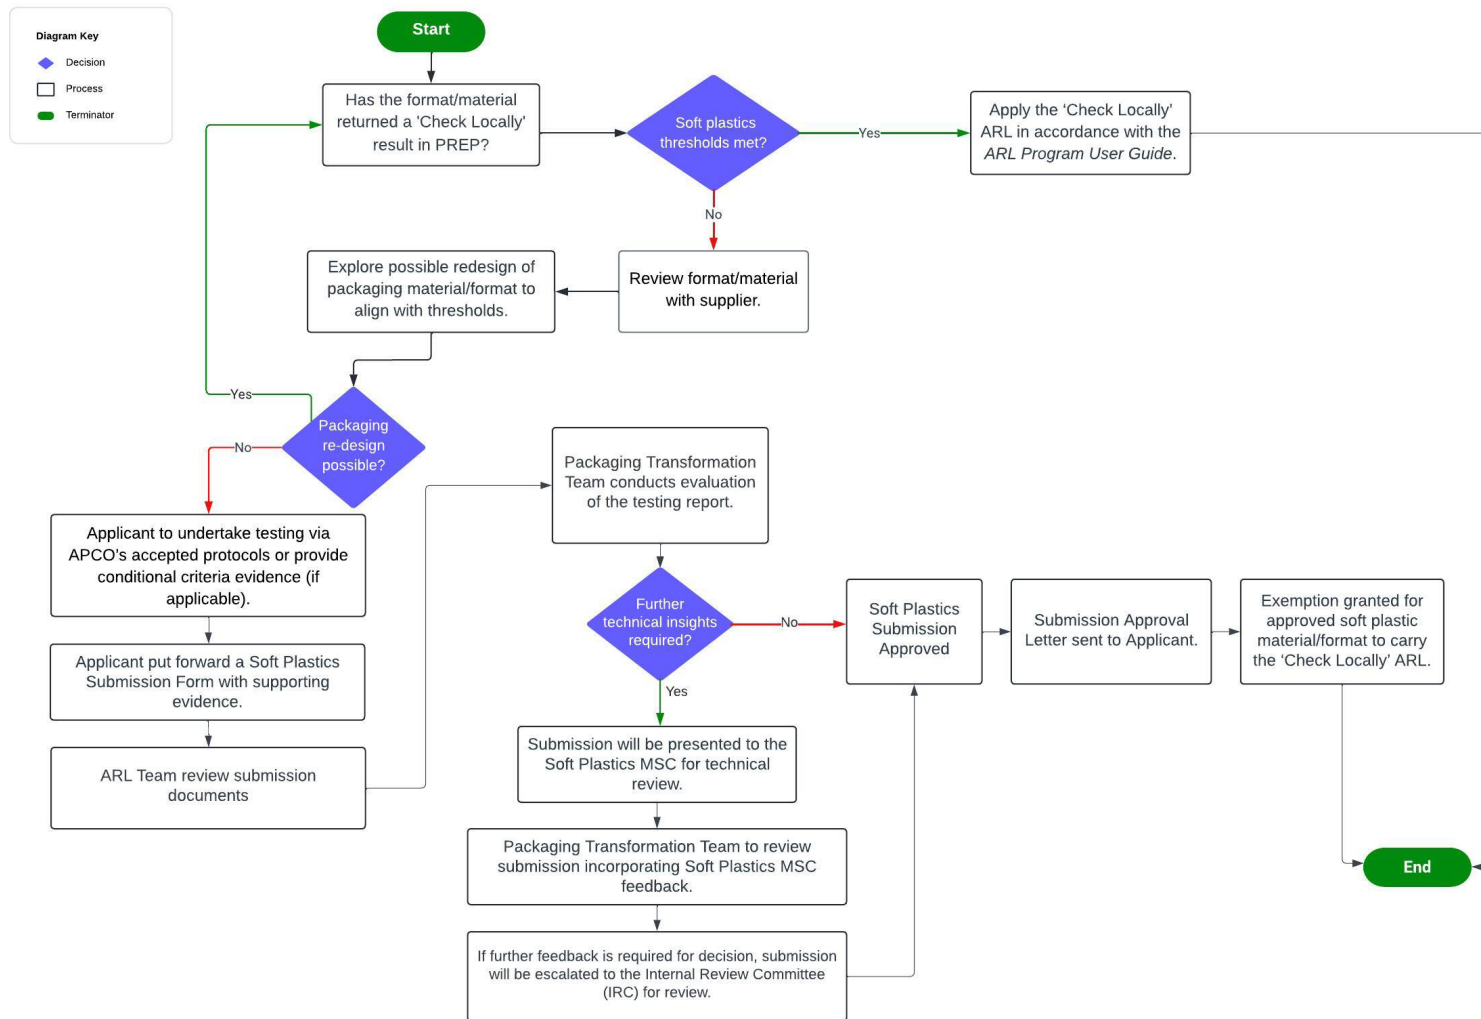 Diagram Key
Decision
Process
Terminator
Start
Has the format/material
returned a 'Check Locally'
result in PREP?
Soft plastics
thresholds met?
Yes
Apply the ‘Check Locally’
ARL in accordance with the
ARL Program User Guide.
No
Explore possible redesign of
packaging material/format to
align with thresholds.
Review format/material
with supplier.
Yes
Packaging
re-design
possible?
No
Applicant to undertake testing via
APCO's accepted protocols or provide
conditional criteria evidence (if
applicable).
Applicant put forward a Soft Plastics
Submission Form with supporting
evidence.
ARL Team review submission
documents
Packaging Transformation
Team conducts evaluation
of the testing report.
Further
technical insights
required?
No
Soft Plastics
Submission
Approved
Submission Approval
Letter sent to Applicant.
Exemption granted for
approved soft plastic
material/format to carry
the ‘Check Locally’ ARL.
Yes
Submission will be presented to the
Soft Plastics MSC for technical
review.
Packaging Transformation Team to review
submission incorporating Soft Plastics MSC
feedback.
If further feedback is required for decision, submission
will be escalated to the Internal Review Committee
(IRC) for review.
End